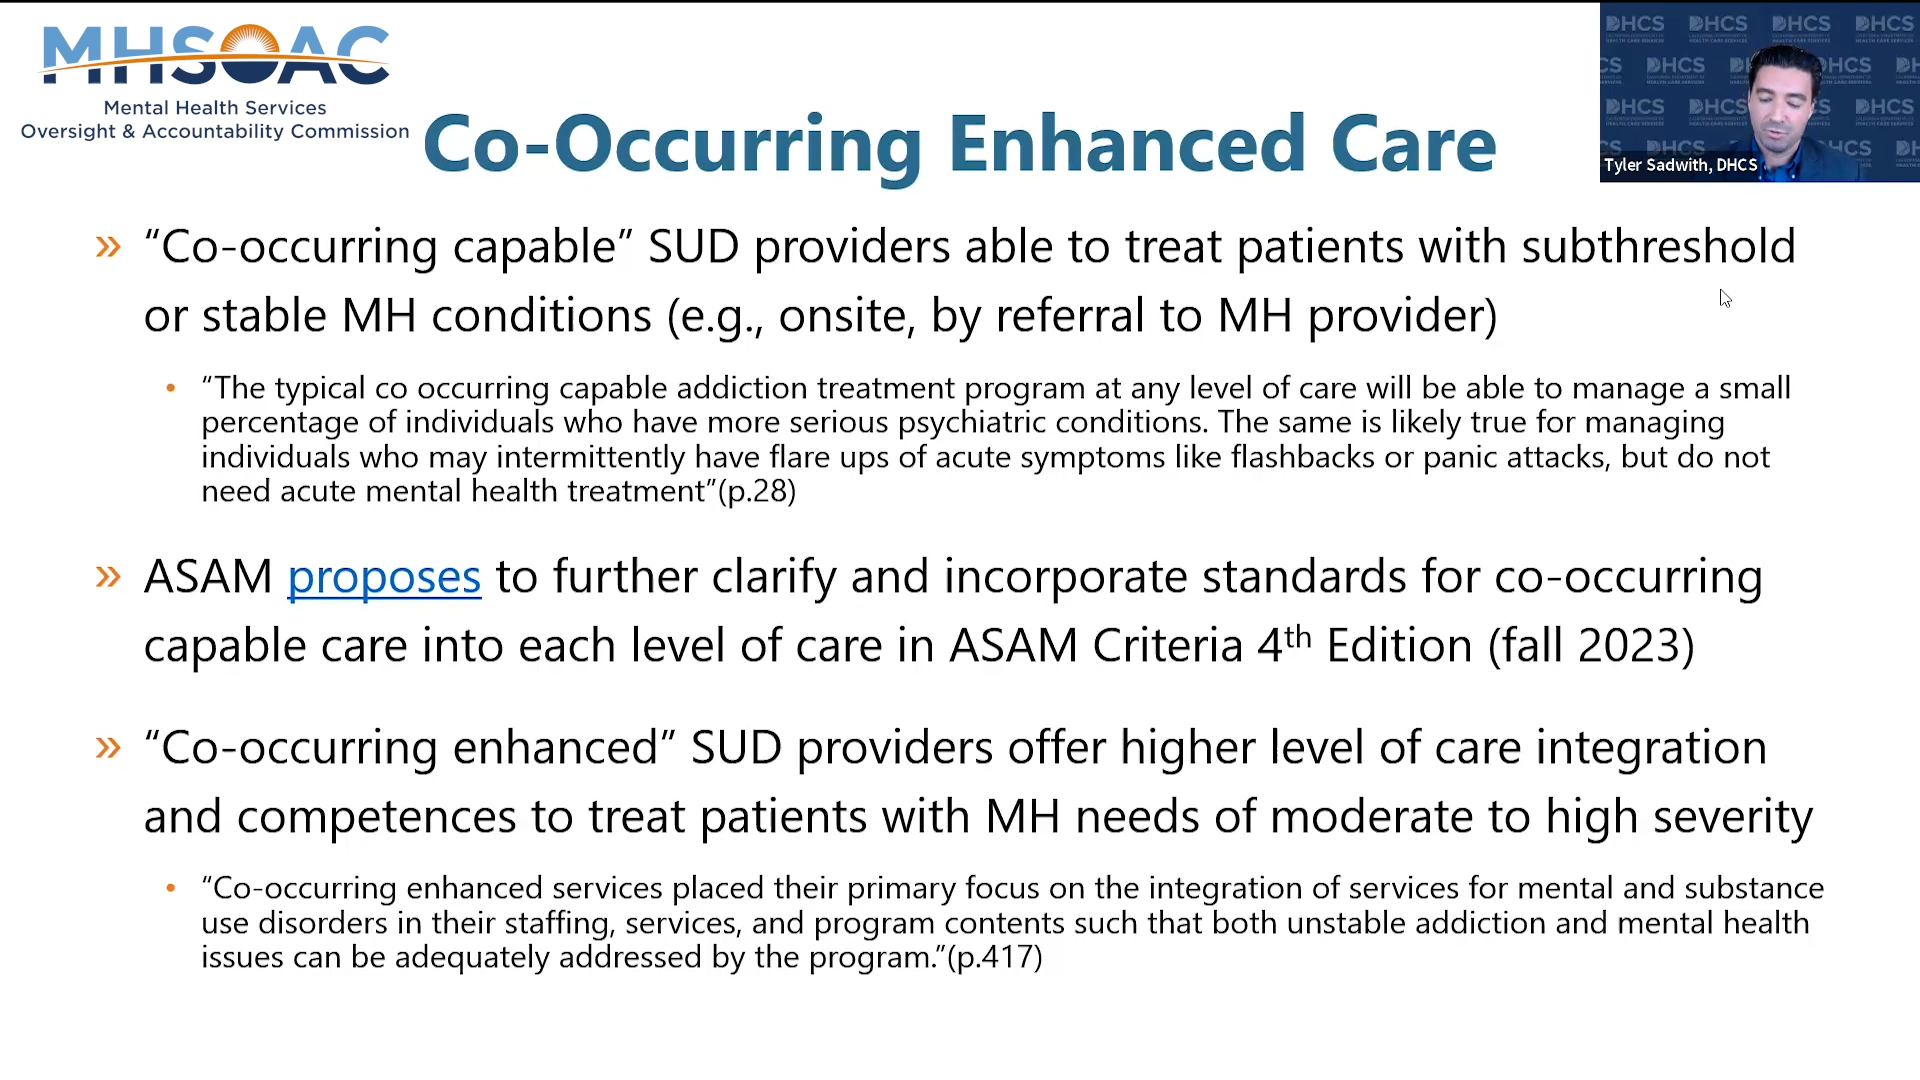 MHSOAC
Mental Health Services
Oversight & Accountability Commission
Co-Occurring Enhanced Care
Tyler Sadwith, DHCS
» “Co-occurring capable” SUD providers able to treat patients with subthreshold
or stable MH conditions (e.g., onsite, by referral to MH provider)
• “The typical co occurring capable addiction treatment program at any level of care will be able to manage a small
percentage of individuals who have more serious psychiatric conditions. The same is likely true for managing
individuals who may intermittently have flare ups of acute symptoms like flashbacks or panic attacks, but do not
need acute mental health treatment”(p.28)
» ASAM proposes to further clarify and incorporate standards for co-occurring
capable care into each level of care in ASAM Criteria 4th Edition (fall 2023)
» “Co-occurring enhanced” SUD providers offer higher level of care integration
and competences to treat patients with MH needs of moderate to high severity
• “Co-occurring enhanced services placed their primary focus on the integration of services for mental and substance
use disorders in their staffing, services, and program contents such that both unstable addiction and mental health
issues can be adequately addressed by the program.”(p.417)